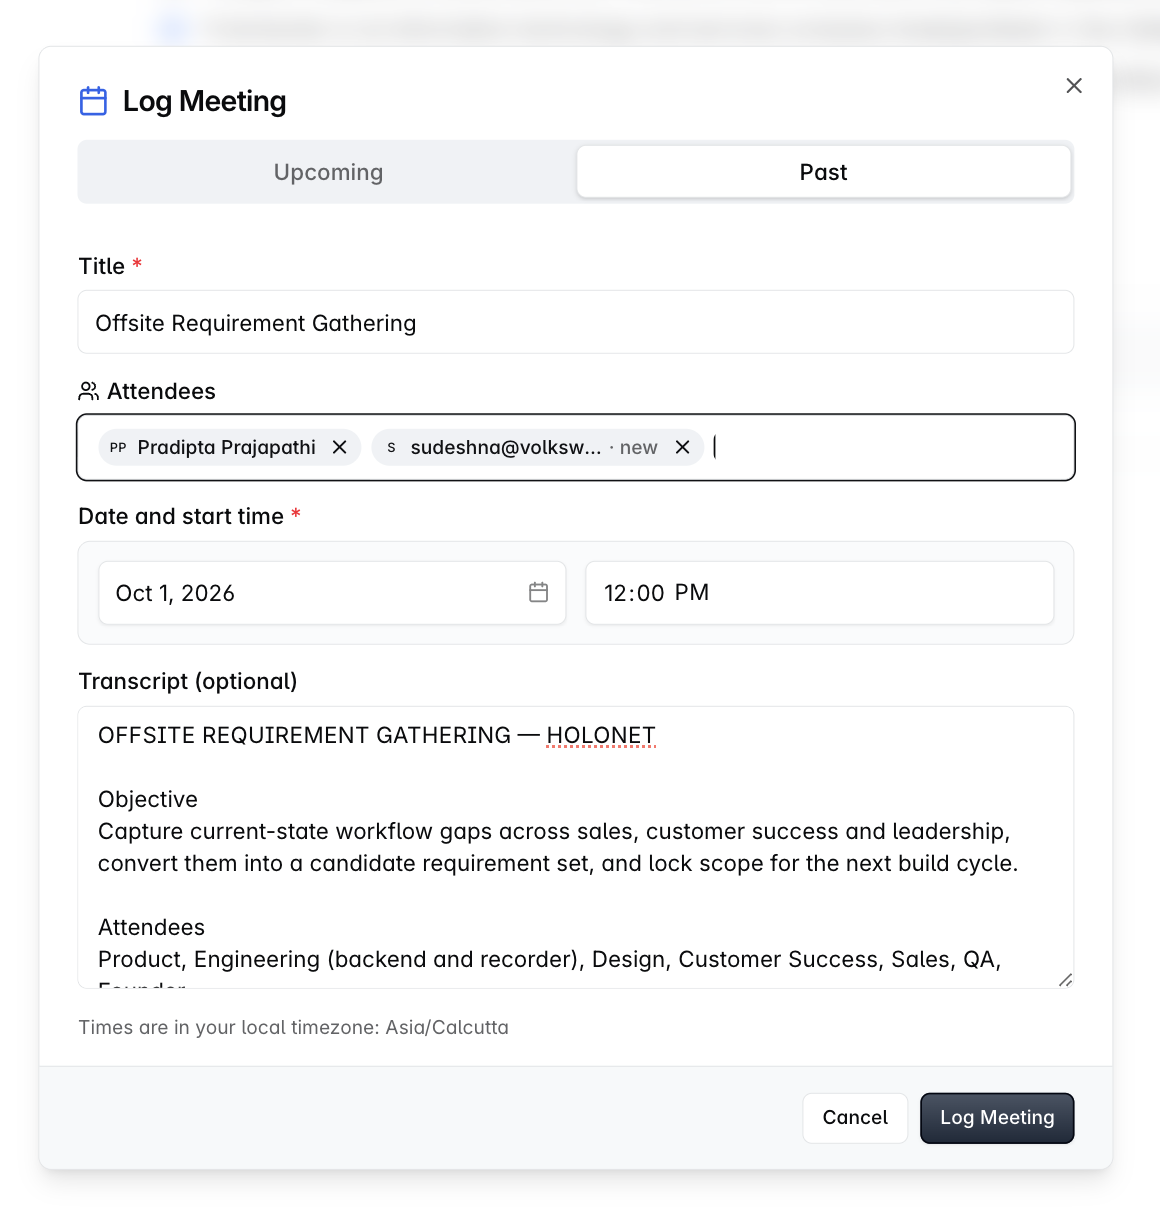 Log Meeting
Upcoming
Past
Title *
Offsite Requirement Gathering
Attendees
PP Pradipta Prajapathi
S sudeshna@volksw... · new
Date and start time *
Oct 1, 2026
12:00 PM
Transcript (optional)
OFFSITE REQUIREMENT GATHERING — HOLONET
Objective
Capture current-state workflow gaps across sales, customer success and leadership,
convert them into a candidate requirement set, and lock scope for the next build cycle.
Attendees
Product, Engineering (backend and recorder), Design, Customer Success, Sales, QA,
Founder
Times are in your local timezone: Asia/Calcutta
Cancel
Log Meeting